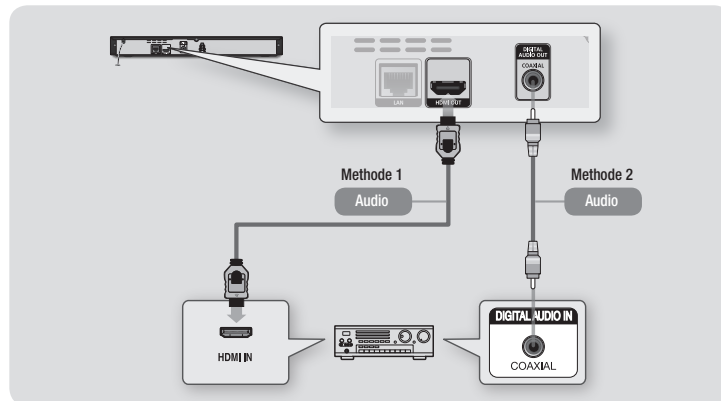 DIGITAL
AUDIO OUT
COAXIAL
LAN
HDMI OUT
Methode 1
Audio
Methode 2
Audio
HDMI IN
DIGITAL AUDIO IN
COAXIAL